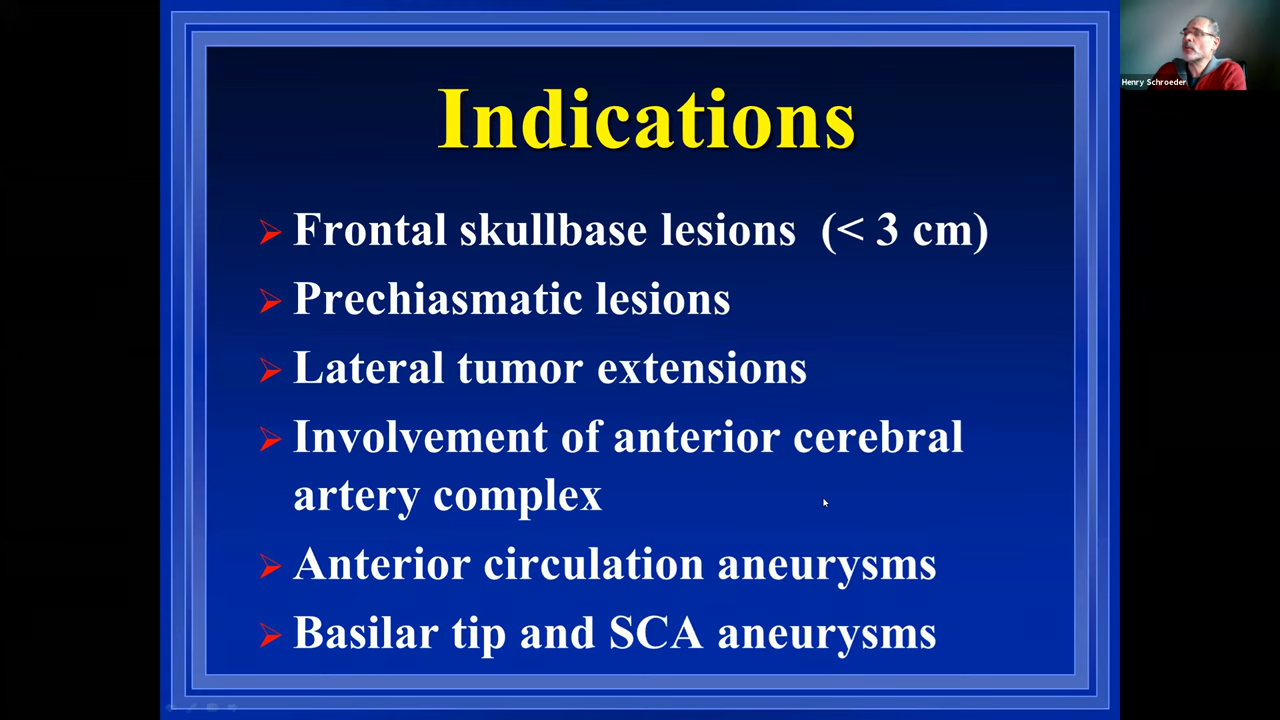 Indications
Frontal skullbase lesions (< 3 cm)
Prechiasmatic lesions
Lateral tumor extensions
Involvement of anterior cerebral
artery complex
Anterior circulation aneurysms
Basilar tip and SCA aneurysms
Henry Schroeder